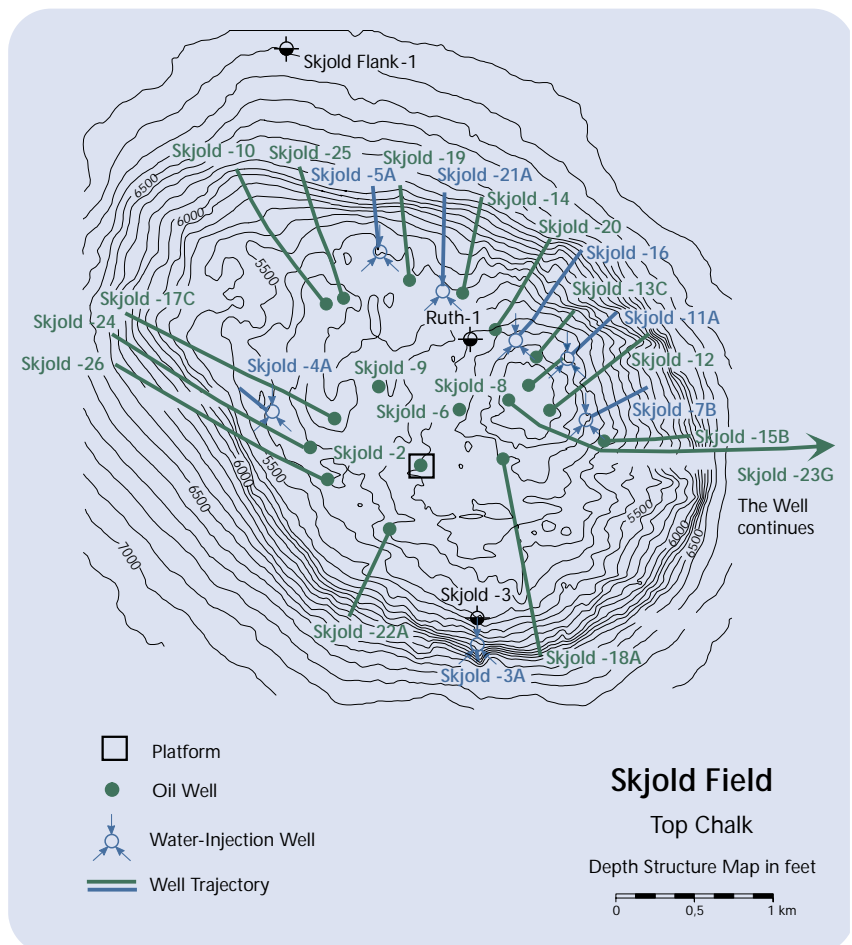 Skjold Flank-1
Skjold -10
Skjold -25
Skjold -19
Skjold -5A
Skjold -21A
Skjold -14
6500
6000
Skjold -20
Skjold -16
5500
Skjold -13C
Skjold -17C
Skjold -11A
Skjold -24
Ruth-1
Skjold -26
Skjold -12
Skjold -4A
Skjold -9
Skjold -8
Skjold -6
Skjold -7B
Skjold -15B
Skjold -2
Skjold -23G
6000
5500
6500
The Well
continues
5500
6000
6500
7000
Skjold -3
Skjold -22A
Skjold -18A
Skjold -3A
Platform
Oil Well
Water-Injection Well
Well Trajectory
Skjold Field
Top Chalk
Depth Structure Map in feet
0 0,5 1 km